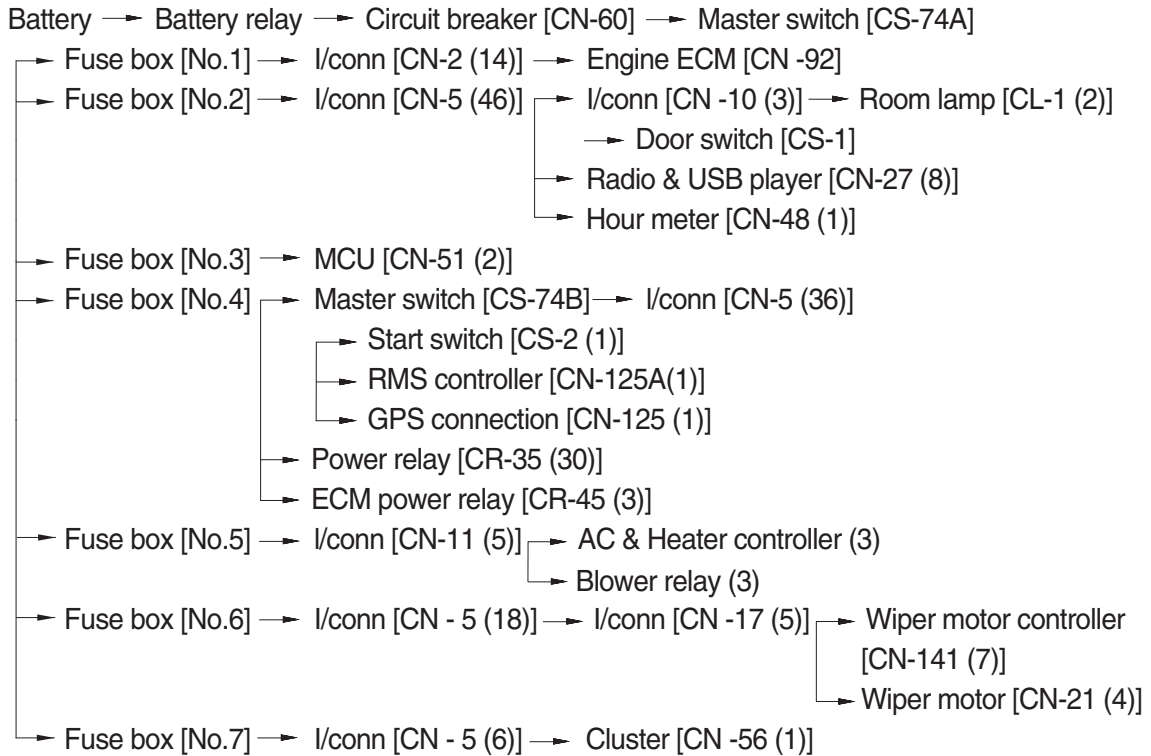 Battery → Battery relay → Circuit breaker [CN-60] → Master switch [CS-74A]
→ Fuse box [No.1] → I/conn [CN-2 (14)] → Engine ECM [CN -92]
→ Fuse box [No.2] → I/conn [CN-5 (46)] → I/conn [CN -10 (3)] → Room lamp [CL-1 (2)]
→ Door switch [CS-1]
→ Radio & USB player [CN-27 (8)]
→ Hour meter [CN-48 (1)]
→ Fuse box [No.3] → MCU [CN-51 (2)]
→ Fuse box [No.4] → Master switch [CS-74B] → I/conn [CN-5 (36)]
→ Start switch [CS-2 (1)]
→ RMS controller [CN-125A(1)]
→ GPS connection [CN-125 (1)]
→ Power relay [CR-35 (30)]
→ ECM power relay [CR-45 (3)]
→ Fuse box [No.5] → I/conn [CN-11 (5)] → AC & Heater controller (3)
→ Blower relay (3)
→ Fuse box [No.6] → I/conn [CN - 5 (18)] → I/conn [CN -17 (5)] → Wiper motor controller
[CN-141 (7)]
→ Wiper motor [CN-21 (4)]
→ Fuse box [No.7] → I/conn [CN - 5 (6)] → Cluster [CN -56 (1)]